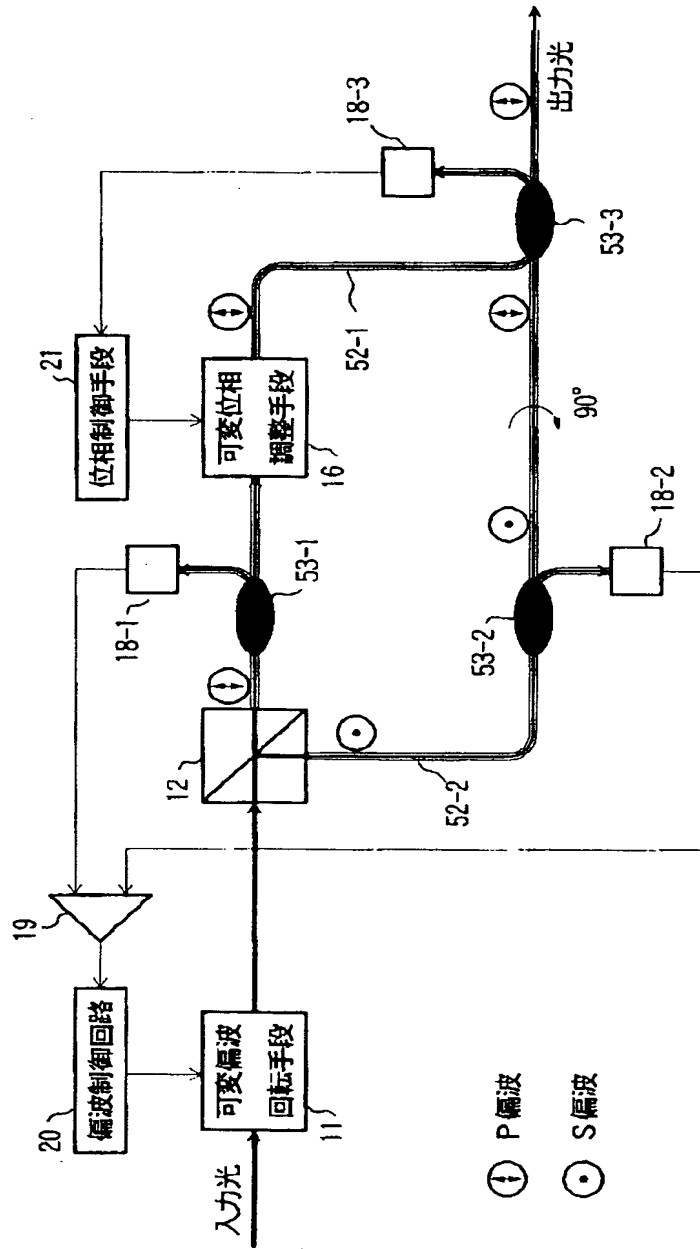 20
偏波制御回路
19
入力光
可変偏波
回転手段
11
12
18-1
53-1
21
位相制御手段
可変位相
調整手段
16
52-1
18-3
53-3
出力光
52-2
53-2
18-2
90°
P偏波
S偏波